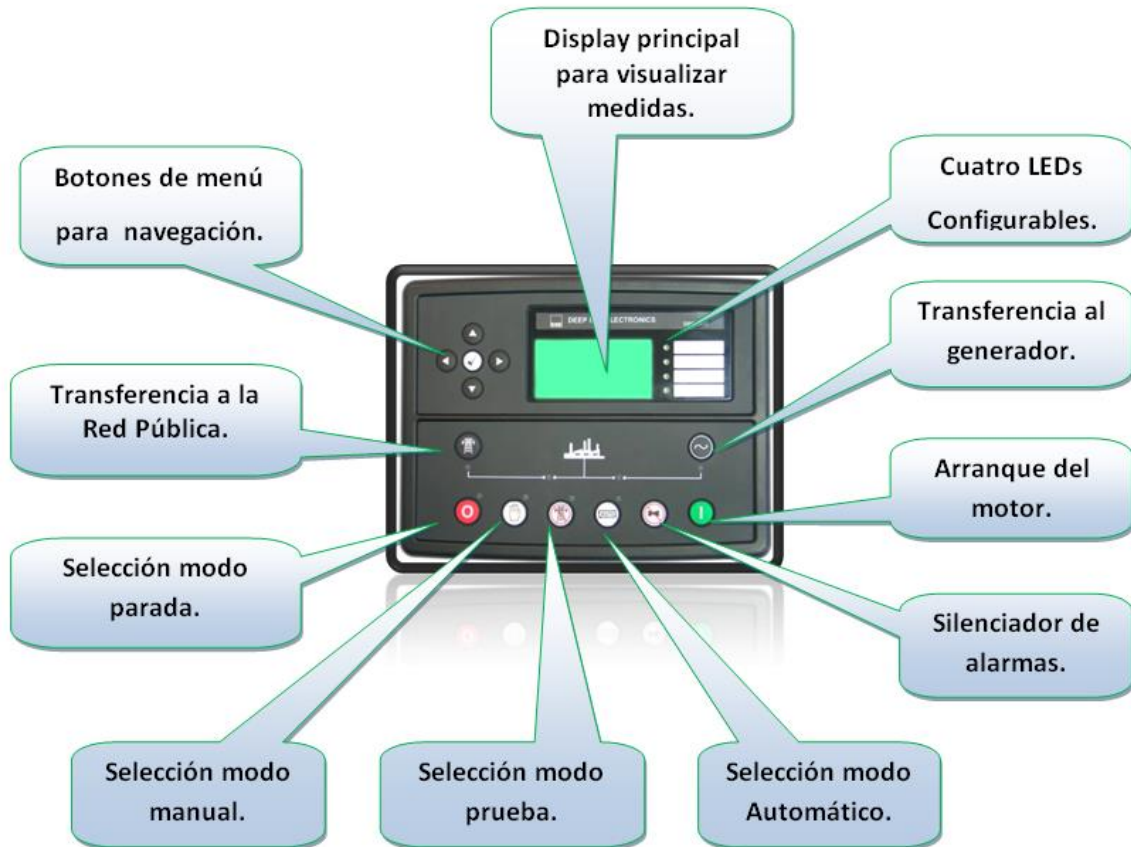 Display principal
para visualizar
medidas.
Botones de menú
para navegación.
Cuatro LEDs
Configurables.
Transferencia al
generador.
Transferencia a la
Red Pública.
DEEP ELECTRONICS
Arranque del
motor.
Selección modo
parada.
Silenciador de
alarmas.
Selección modo
manual.
Selección modo
prueba.
Selección modo
Automático.